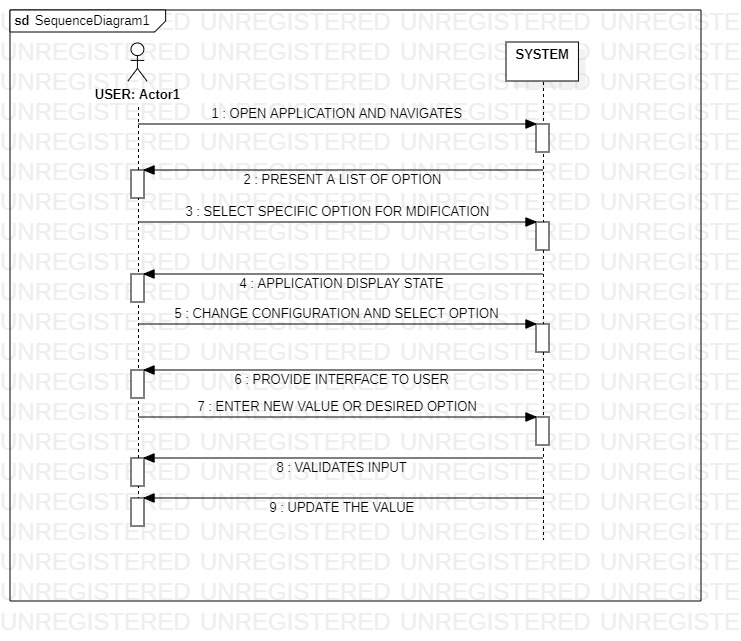 sd SequenceDiagram1
SYSTEM
USER: Actor1
1 : OPEN APPLICATION AND NAVIGATES
2 : PRESENT A LIST OF OPTION
3 : SELECT SPECIFIC OPTION FOR MDIFICATION
4 : APPLICATION DISPLAY STATE
5 : CHANGE CONFIGURATION AND SELECT OPTION
6 : PROVIDE INTERFACE TO USER
7 : ENTER NEW VALUE OR DESIRED OPTION
8 : VALIDATES INPUT
9 : UPDATE THE VALUE
UNREGISTERED